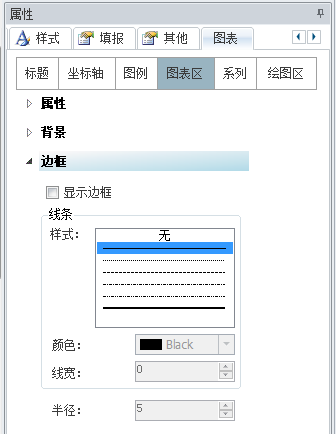 属性
样式 填报 其他 图表
标题 坐标轴 图例 图表区 系列 绘图区
属性
背景
边框
显示边框
线条
样式： 无
颜色： Black
线宽： 0
半径： 5